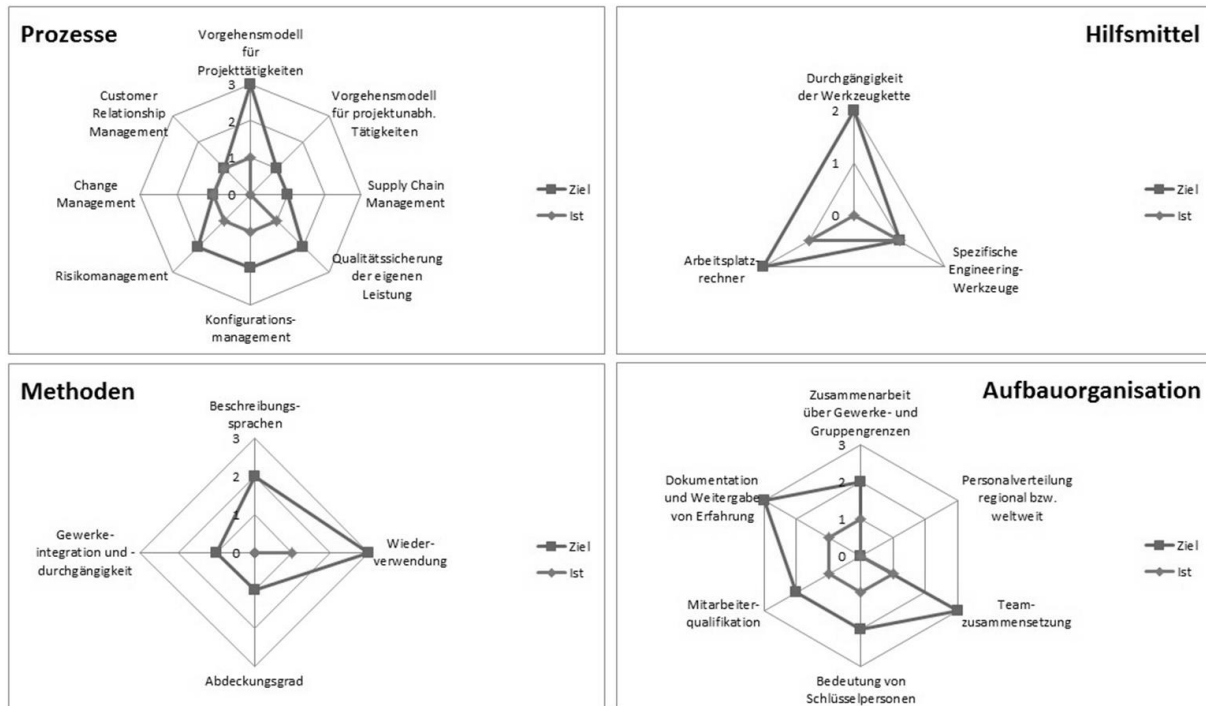 Prozesse
Vorgehensmodell
für
Projekttätigkeiten
Customer
Relationship
Management
Vorgehensmodell
für projektunabh.
Tätigkeiten
3
2
1
0
Change
Management
Supply Chain
Management
Risikomanagement
Qualitätssicherung
der eigenen
Leistung
Konfigurations-
management
Ziel
Ist
Hilfsmittel
Durchgängigkeit
der Werkzeugkette
2
1
0
Arbeitsplatz-
rechner
Spezifische
Engineering-
Werkzeuge
Ziel
Ist
Methoden
Beschreibungs-
sprachen
3
2
1
0
Gewerke-
integration und -
durchgängigkeit
Wieder-
verwendung
Abdeckungsgrad
Ziel
Ist
Aufbauorganisation
Zusammenarbeit
über Gewerke- und
Gruppengrenzen
3
2
1
0
Dokumentation
und Weitergabe
von Erfahrung
Personalverteilung
regional bzw.
weltweit
Mitarbeiter-
qualifikation
Team-
zusammensetzung
Bedeutung von
Schlüsselpersonen
Ziel
Ist